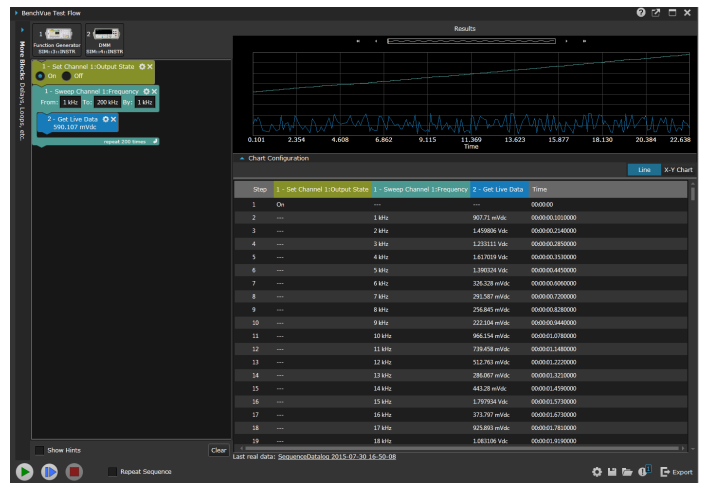 BenchVue Test Flow
More Blocks Delays, Loops, etc.
1
Function Generator
SIM::3::INSTR
2
DMM
SIM::4::INSTR
1 - Set Channel 1:Output State
On Off
1 - Sweep Channel 1:Frequency
From: 1 kHz To: 200 kHz By: 1 kHz
2 - Get Live Data
590.107 mVdc
repeat 200 times
Show Hints
Clear
Repeat Sequence
Results
0.101 2.354 4.608 6.862 9.115 11.369 13.623 15.877 18.130 20.384 22.638
Time
Chart Configuration
Line X-Y Chart
Step 1 - Set Channel 1:Output State 1 - Sweep Channel 1:Frequency 2 - Get Live Data Time
1 On --- --- 00:00:00
2 --- 1 kHz 907.71 mVdc 00:00:00.1010000
3 --- 2 kHz 1.459806 Vdc 00:00:00.2140000
4 --- 3 kHz 1.233111 Vdc 00:00:00.2850000
5 --- 4 kHz 1.617019 Vdc 00:00:00.3530000
6 --- 5 kHz 1.390324 Vdc 00:00:00.4450000
7 --- 6 kHz 326.328 mVdc 00:00:00.6060000
8 --- 7 kHz 291.587 mVdc 00:00:00.7200000
9 --- 8 kHz 256.845 mVdc 00:00:00.8280000
10 --- 9 kHz 222.104 mVdc 00:00:00.9440000
11 --- 10 kHz 966.154 mVdc 00:00:01.0780000
12 --- 11 kHz 739.458 mVdc 00:00:01.1480000
13 --- 12 kHz 512.763 mVdc 00:00:01.2220000
14 --- 13 kHz 286.067 mVdc 00:00:01.3210000
15 --- 14 kHz 443.28 mVdc 00:00:01.4590000
16 --- 15 kHz 1.797934 Vdc 00:00:01.5730000
17 --- 16 kHz 373.797 mVdc 00:00:01.6730000
18 --- 17 kHz 925.893 mVdc 00:00:01.7810000
19 --- 18 kHz 1.083106 Vdc 00:00:01.9190000
Last real data: SequenceDatalog 2015-07-30 16-50-08
1
Export